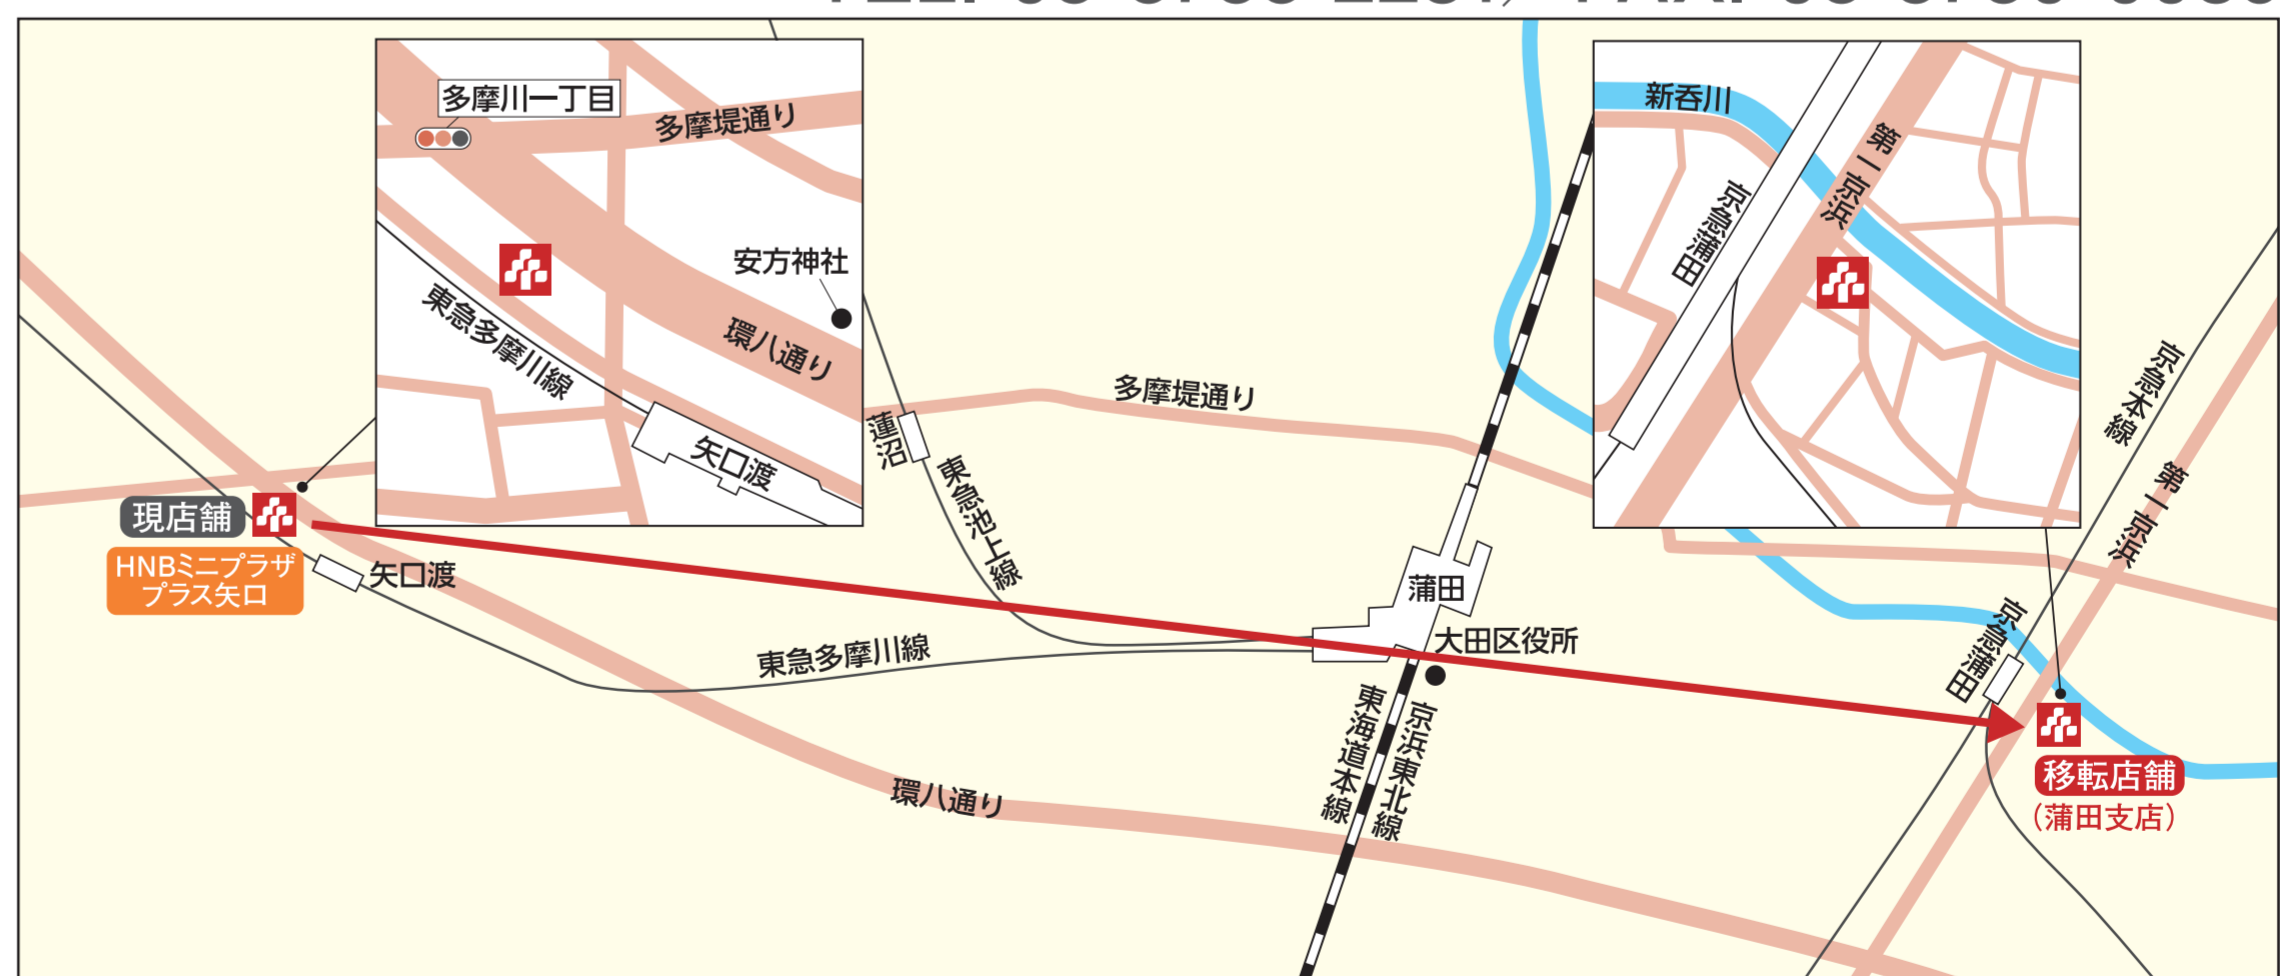 多摩川一丁目
多摩堤通り
安方神社
環八通り
東急多摩川線
矢口渡
新呑川
第一京浜
京急蒲田
蓮沼
多摩堤通り
東急池上線
京急本線
第一京浜
現店舗
HNBミニプラザ
プラス矢口
矢口渡
東急多摩川線
蒲田
大田区役所
京急蒲田
東海道本線
京浜東北線
環八通り
移転店舗
（蒲田支店）